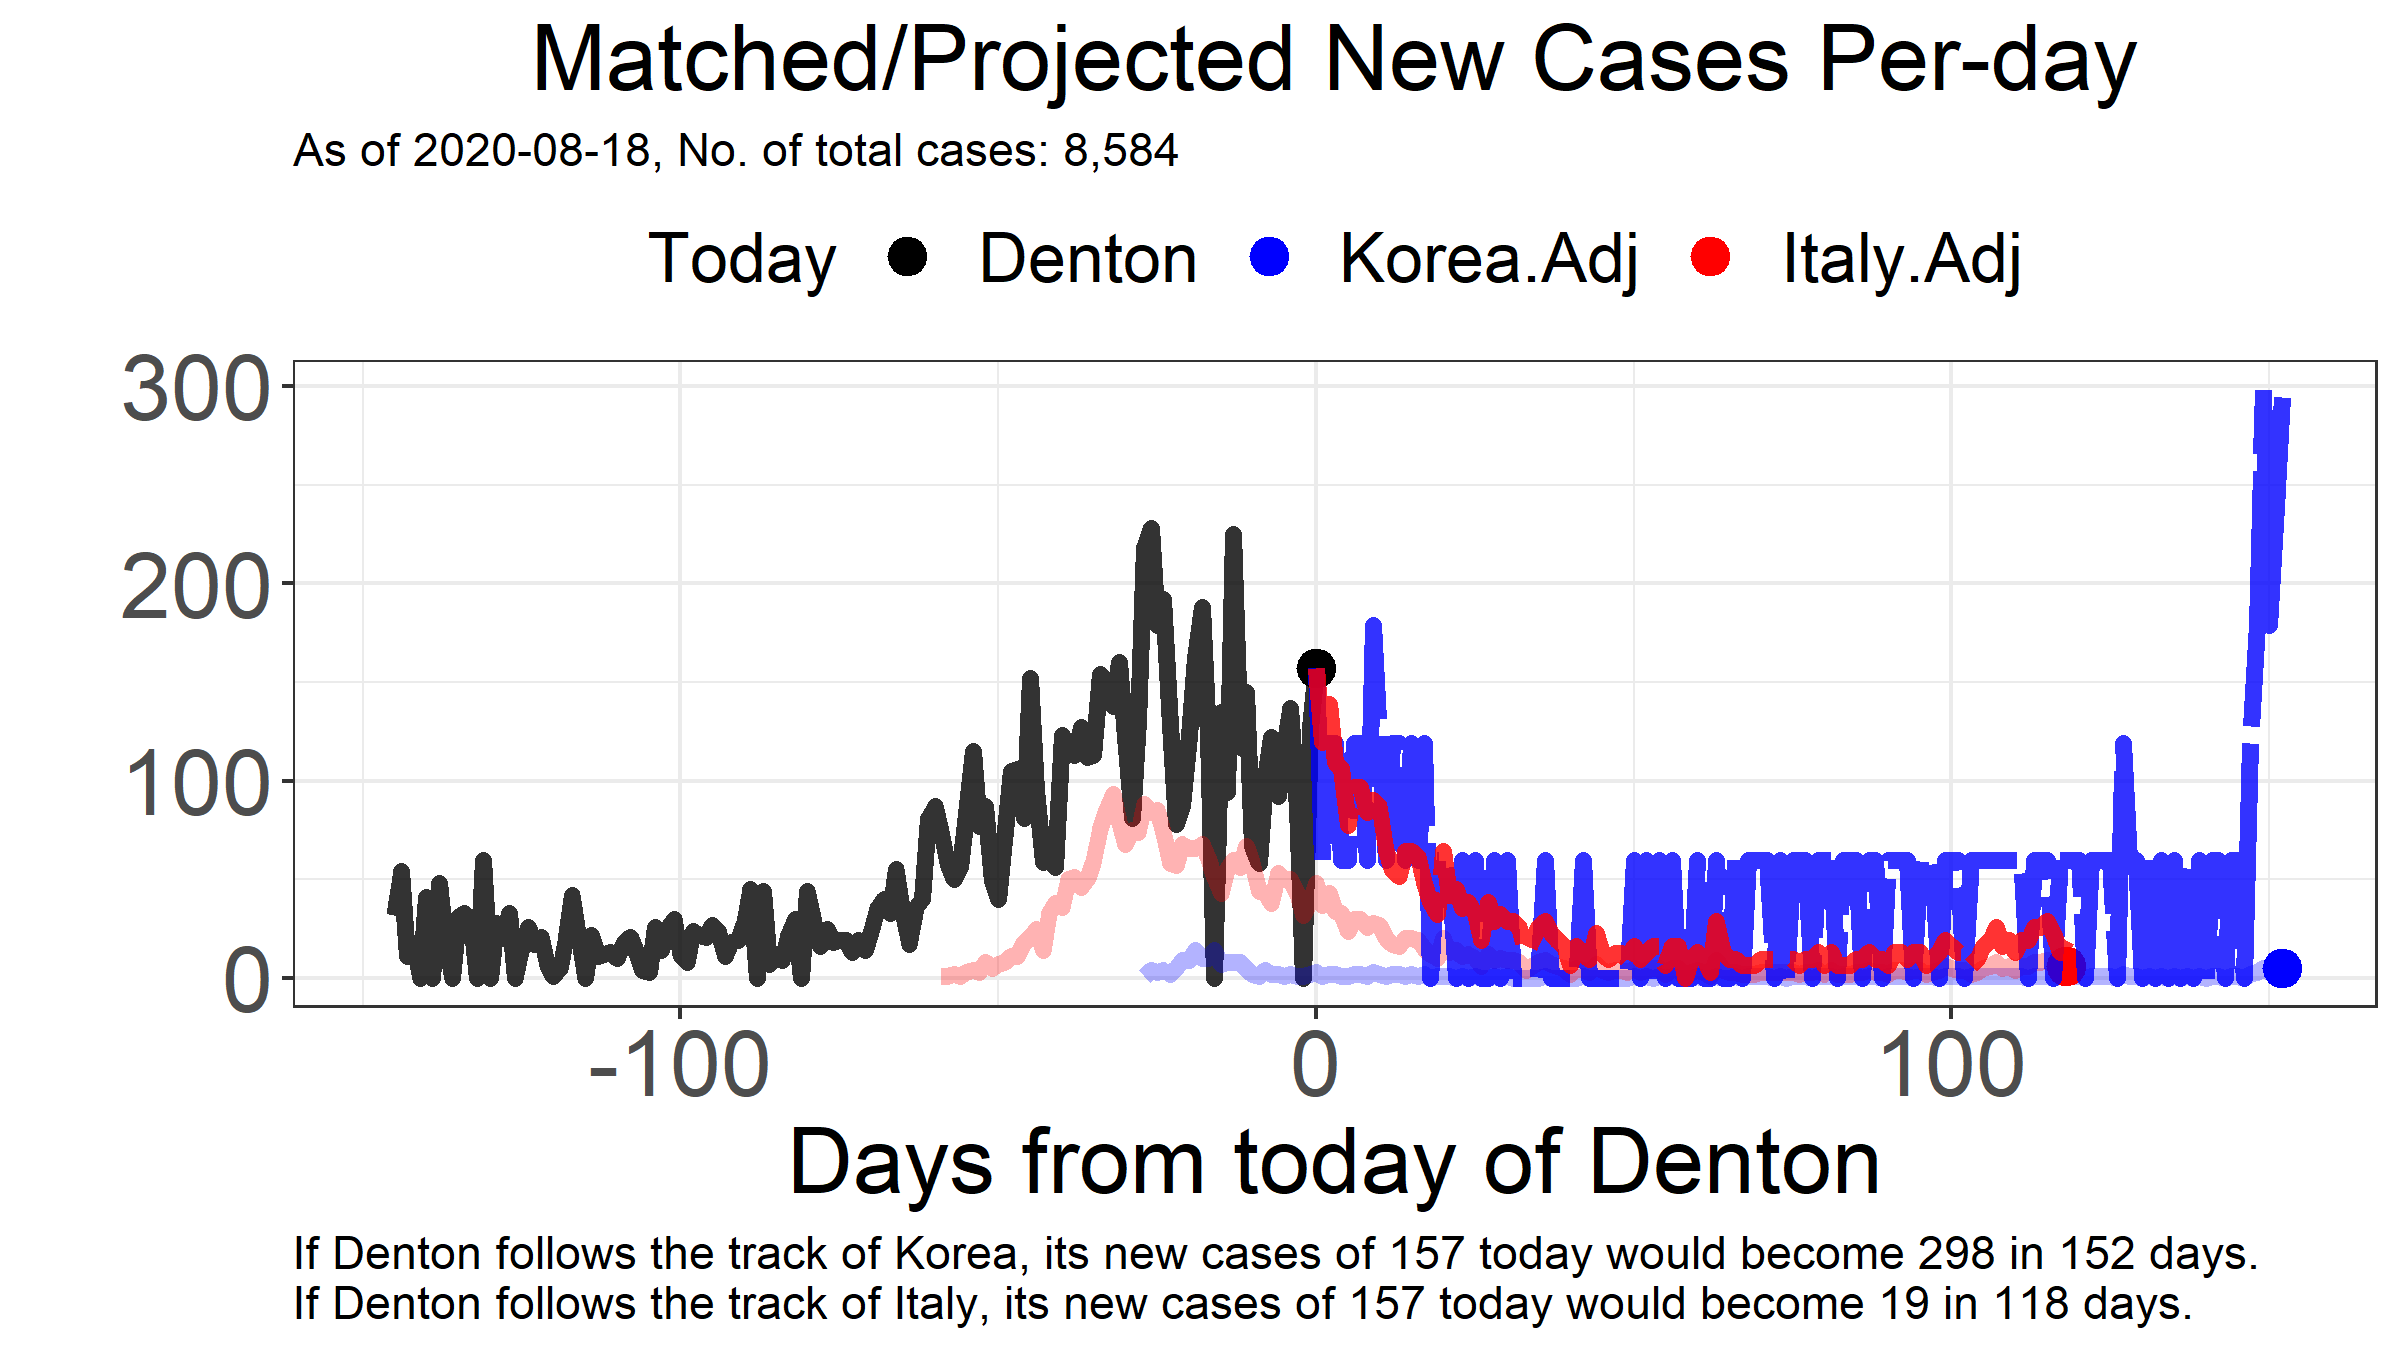 Matched/Projected New Cases Per-day
As of 2020-08-18, No. of total cases: 8,584
Today Denton Korea.Adj Italy.Adj
300
200
100
0
-100 0 100
Days from today of Denton
If Denton follows the track of Korea, its new cases of 157 today would become 298 in 152 days.
If Denton follows the track of Italy, its new cases of 157 today would become 19 in 118 days.